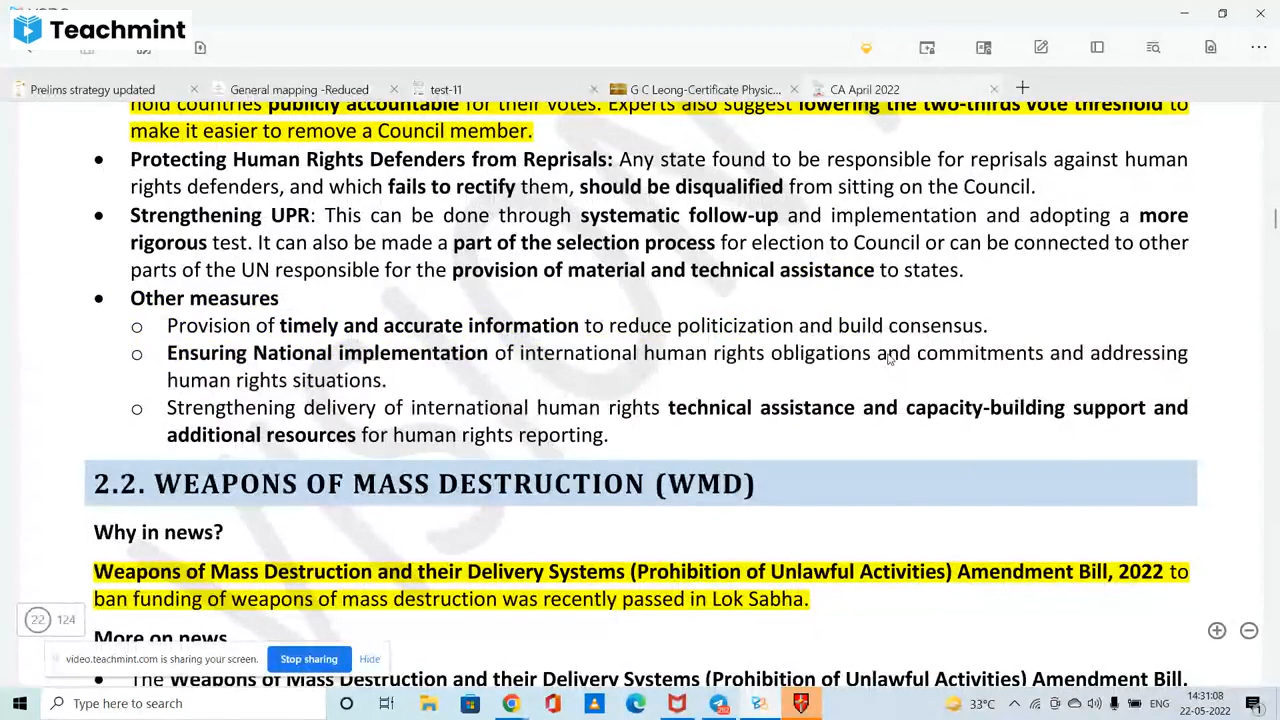 Teachmint
Prelims strategy updated × General mapping -Reduced × test-11 × G C Leong-Certificate Physic... × CA April 2022 ×
hold countries publicly accountable for their votes. Experts also suggest lowering the two-thirds vote threshold to
make it easier to remove a Council member.
• Protecting Human Rights Defenders from Reprisals: Any state found to be responsible for reprisals against human
rights defenders, and which fails to rectify them, should be disqualified from sitting on the Council.
• Strengthening UPR: This can be done through systematic follow-up and implementation and adopting a more
rigorous test. It can also be made a part of the selection process for election to Council or can be connected to other
parts of the UN responsible for the provision of material and technical assistance to states.
• Other measures
o Provision of timely and accurate information to reduce politicization and build consensus.
o Ensuring National implementation of international human rights obligations and commitments and addressing
human rights situations.
o Strengthening delivery of international human rights technical assistance and capacity-building support and
additional resources for human rights reporting.
2.2. WEAPONS OF MASS DESTRUCTION (WMD)
Why in news?
Weapons of Mass Destruction and their Delivery Systems (Prohibition of Unlawful Activities) Amendment Bill, 2022 to
ban funding of weapons of mass destruction was recently passed in Lok Sabha.
22 124
More on news
video.teachmint.com is sharing your screen. Stop sharing Hide
• The Weapons of Mass Destruction and their Delivery Systems (Prohibition of Unlawful Activities) Amendment Bill,
Type here to search
33°C ENG 14:31:08
22-05-2022
VISION